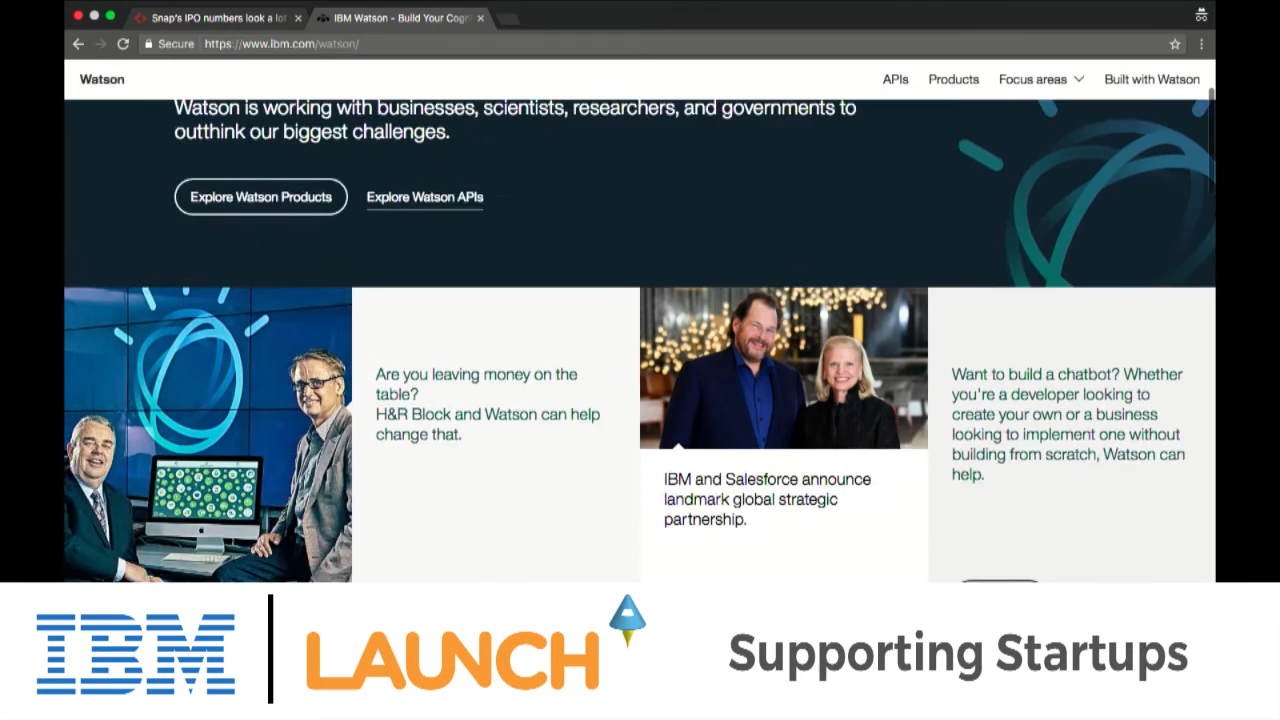 Snap's IPO numbers look a lot
IBM Watson - Build Your Cogn
Secure https://www.ibm.com/watson/
Watson APIs Products Focus areas Built with Watson
Watson is working with businesses, scientists, researchers, and governments to
outthink our biggest challenges.
Explore Watson Products Explore Watson APIs
Are you leaving money on the
table?
H&R Block and Watson can help
change that.
IBM and Salesforce announce
landmark global strategic
partnership.
Want to build a chatbot? Whether
you're a developer looking to
create your own or a business
looking to implement one without
building from scratch, Watson can
help.
IBM LAUNCH Supporting Startups